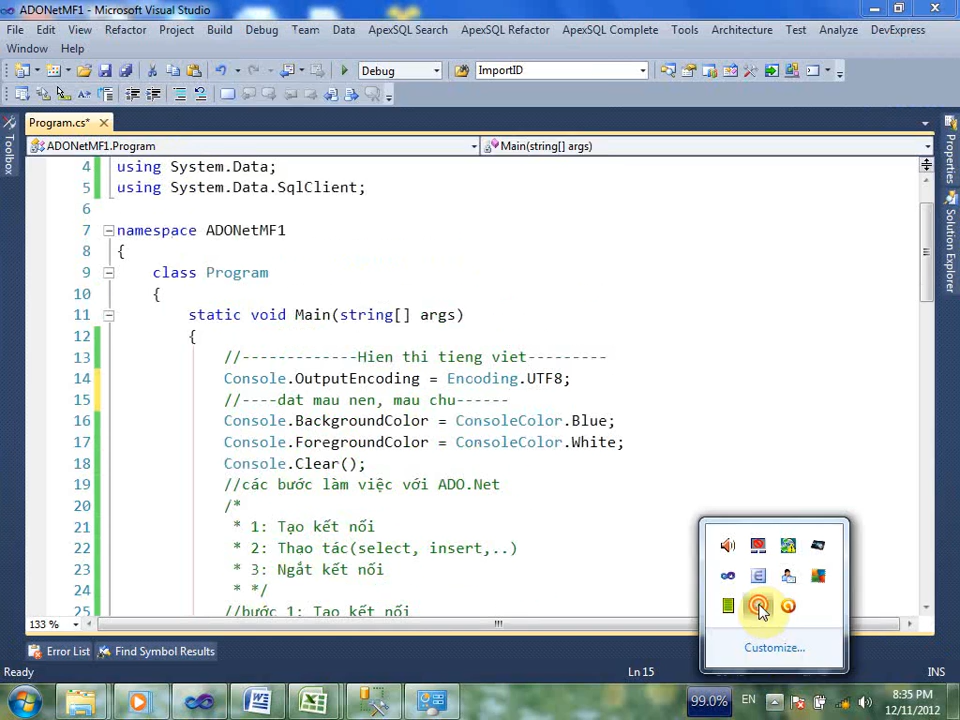 ADONetMF1 - Microsoft Visual Studio
File Edit View Refactor Project Build Debug Team Data ApexSQL Search ApexSQL Refactor ApexSQL Complete Tools Architecture Test Analyze DevExpress
Window Help
Debug ImportID
Program.cs*
ADONetMF1.Program Main(string[] args)
Toolbox
Properties
Solution Explorer
4 using System.Data;
5 using System.Data.SqlClient;
6
7 namespace ADONetMF1
8 {
9 class Program
10 {
11 static void Main(string[] args)
12 {
13 //-------------Hien thi tieng viet---------
14 Console.OutputEncoding = Encoding.UTF8;
15 //----dat mau nen, mau chu------
16 Console.BackgroundColor = ConsoleColor.Blue;
17 Console.ForegroundColor = ConsoleColor.White;
18 Console.Clear();
19 //các bước làm việc với ADO.Net
20 /*
21 * 1: Tạo kết nối
22 * 2: Thao tác(select, insert,..)
23 * 3: Ngắt kết nối
24 * */
25 //bước 1: Tạo kết nối
Customize...
133 %
Error List Find Symbol Results
Ready Ln 15 INS
99.0% EN 8:35 PM
12/11/2012